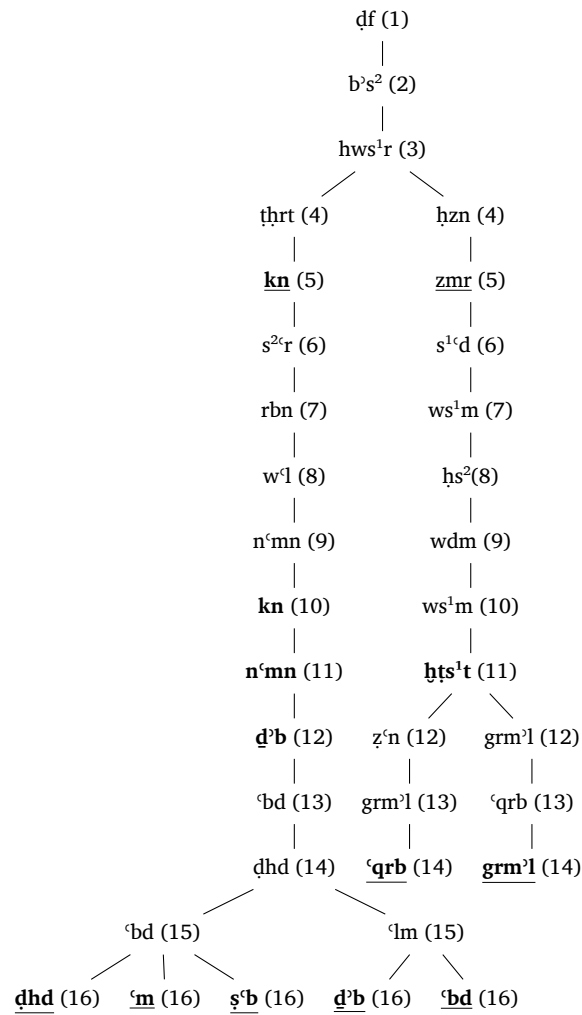 ḍf (1)
bʾs² (2)
hws¹r (3)
ṭḥrt (4) ḥzn (4)
kn (5) zmr (5)
s²ʿr (6) s¹ʿd (6)
rbn (7) ws¹m (7)
wʿl (8) ḥs²(8)
nʿmn (9) wdm (9)
kn (10) ws¹m (10)
nʿmn (11) ḫṭs¹t (11)
ḏʾb (12) ẓʿn (12) grmʾl (12)
ʿbd (13) grmʾl (13) ʿqrb (13)
ḍhd (14) ʿqrb (14) grmʾl (14)
ʿbd (15) ʿlm (15)
ḍhd (16) ʿm (16) ṣʿb (16) ḏʾb (16) ʿbd (16)